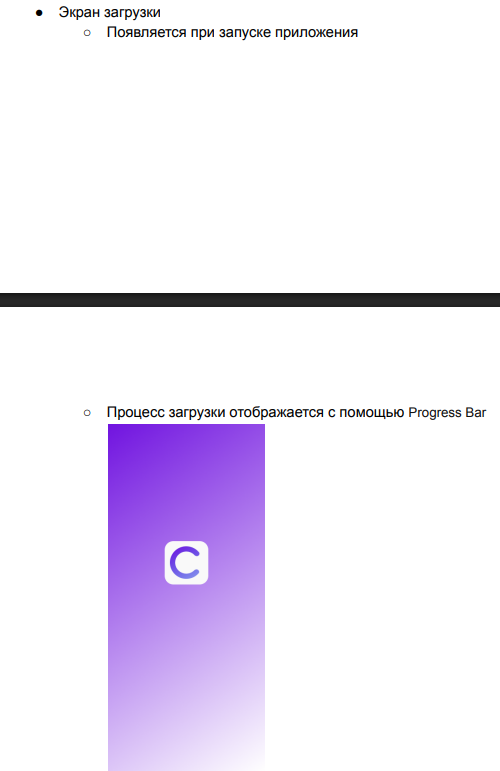 ● Экран загрузки
○ Появляется при запуске приложения
○ Процесс загрузки отображается с помощью Progress Bar
C